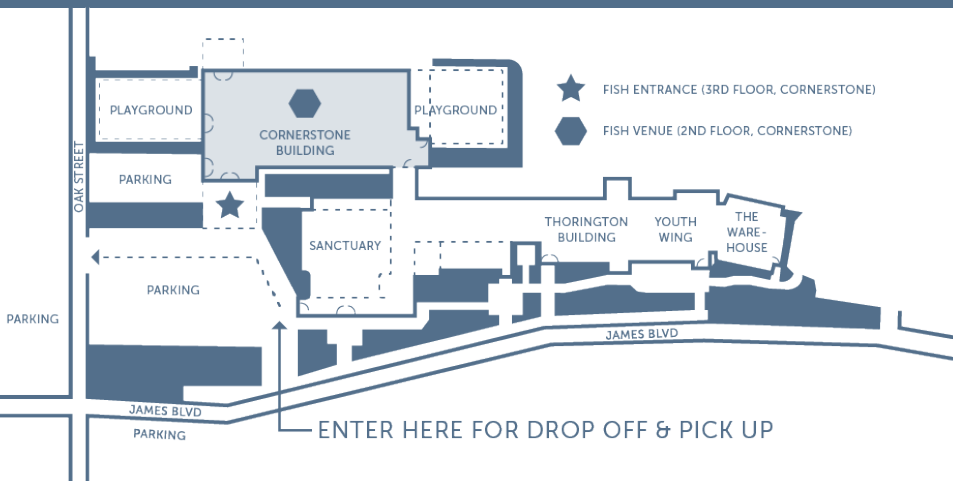 PLAYGROUND
CORNERSTONE
BUILDING
PLAYGROUND
FISH ENTRANCE (3RD FLOOR, CORNERSTONE)
FISH VENUE (2ND FLOOR, CORNERSTONE)
OAK STREET
PARKING
SANCTUARY
THORINGTON
BUILDING
YOUTH
WING
THE
WARE-
HOUSE
PARKING
PARKING
JAMES BLVD
JAMES BLVD
PARKING
ENTER HERE FOR DROP OFF & PICK UP